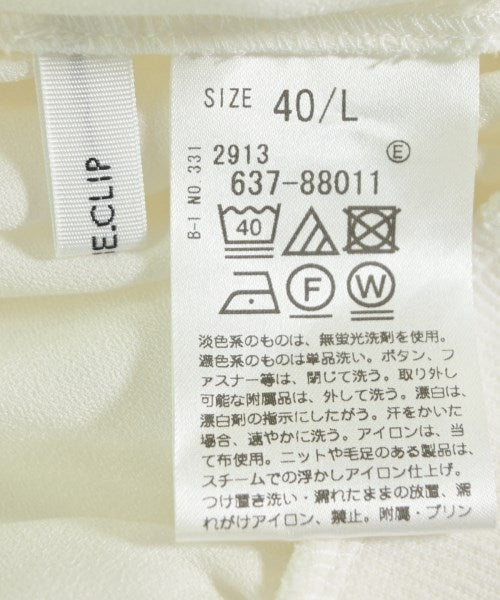 SIZE 40/L
B-1 NO. 331
2913 E
637-88011
40
F W
淡色系のものは、無蛍光洗剤を使用。
濃色系のものは単品洗い。ボタン、フ
ァスナー等は、閉じて洗う。取り外し
可能な附属品は、外して洗う。漂白は、
漂白剤の指示にしたがう。汗をかいた
場合、速やかに洗う。アイロンは、当
て布使用。ニットや毛足のある製品は、
スチームでの浮かしアイロン仕上げ。
つけ置き洗い・濡れたままの放置、濡
れがけアイロン、禁止。附属・プリン
E.CLIP